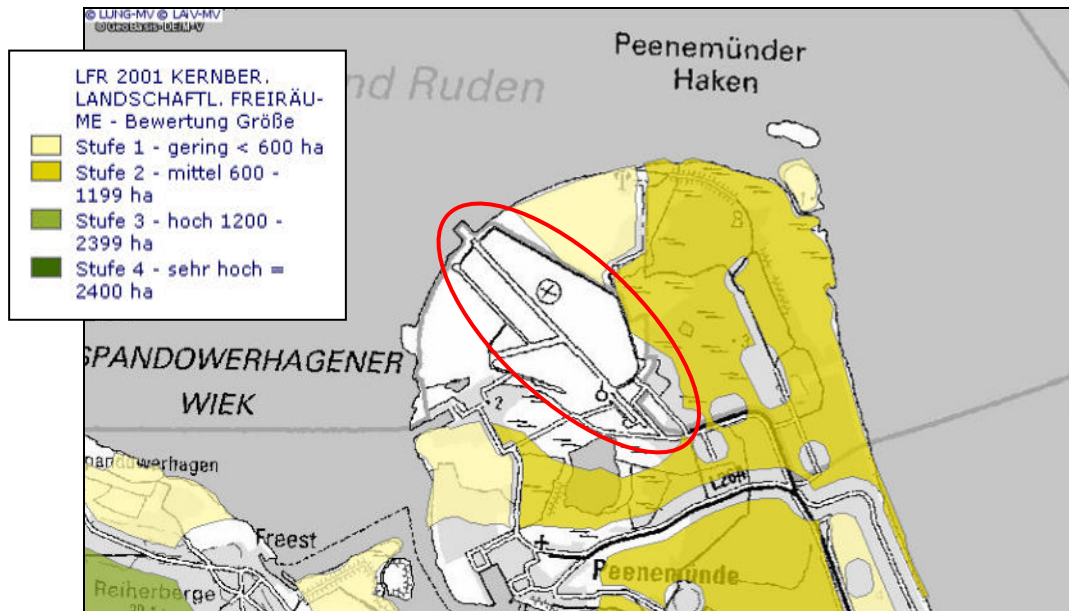 © LUNG-MV © LAiV-MV
© GeoBasis-DE/M-V
LFR 2001 KERNBER.
LANDSCHAFTL. FREIRÄU-
ME - Bewertung Größe
Stufe 1 - gering < 600 ha
Stufe 2 - mittel 600 -
1199 ha
Stufe 3 - hoch 1200 -
2399 ha
Stufe 4 - sehr hoch =
2400 ha
nd Ruden
Peenemünder
Haken
SPANDOWERHAGENER
WIEK
pandowerhagen
Freest
Reiherberge
Peenemünde